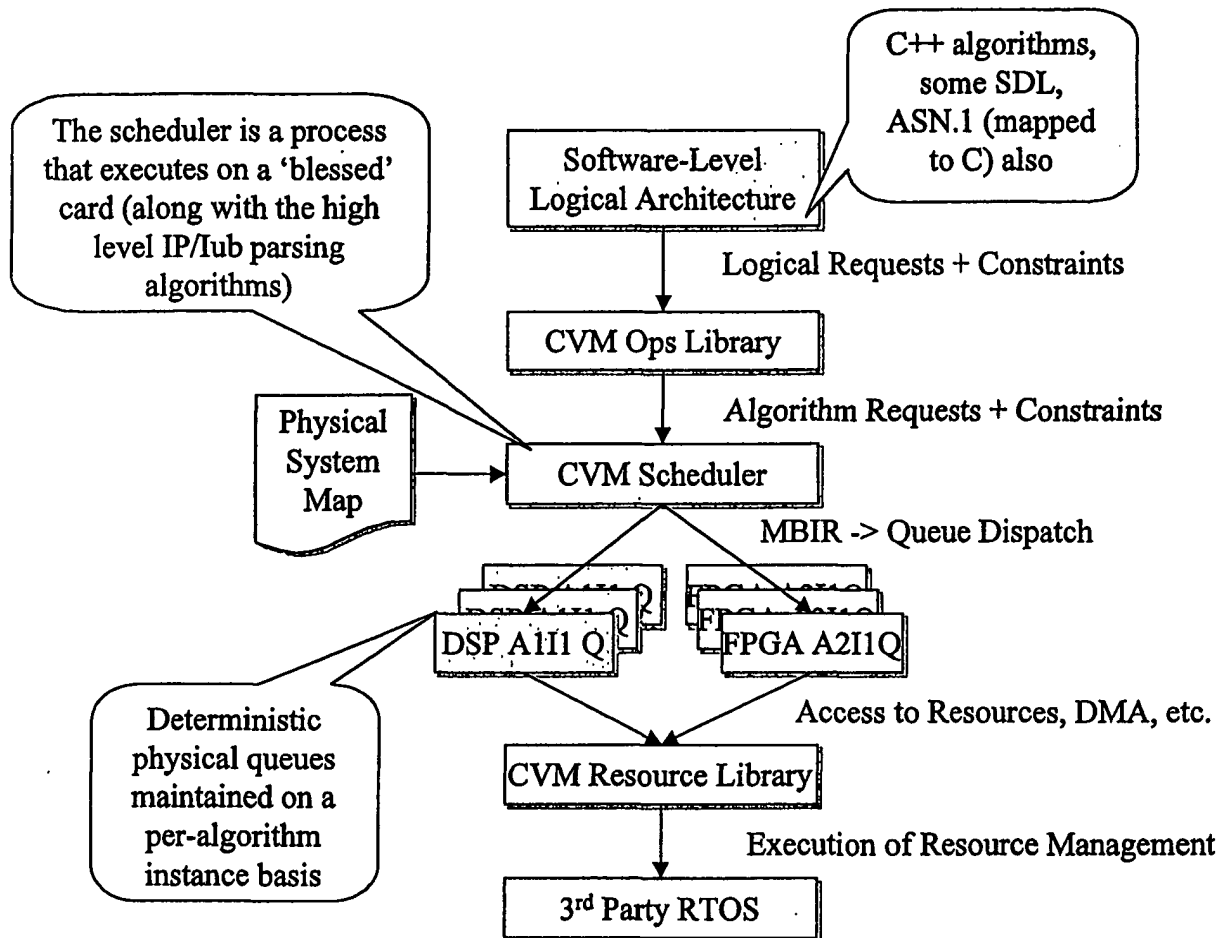 C++ algorithms,
some SDL,
ASN.1 (mapped
to C) also
The scheduler is a process
that executes on a ‘blessed’
card (along with the high
level IP/Iub parsing
algorithms)
Software-Level
Logical Architecture
Logical Requests + Constraints
CVM Ops Library
Algorithm Requests + Constraints
Physical
System
Map
CVM Scheduler
MBIR -> Queue Dispatch
DSP A1I1 Q
FPGA A2I1Q
Access to Resources, DMA, etc.
Deterministic
physical queues
maintained on a
per-algorithm
instance basis
CVM Resource Library
Execution of Resource Management
3rd Party RTOS